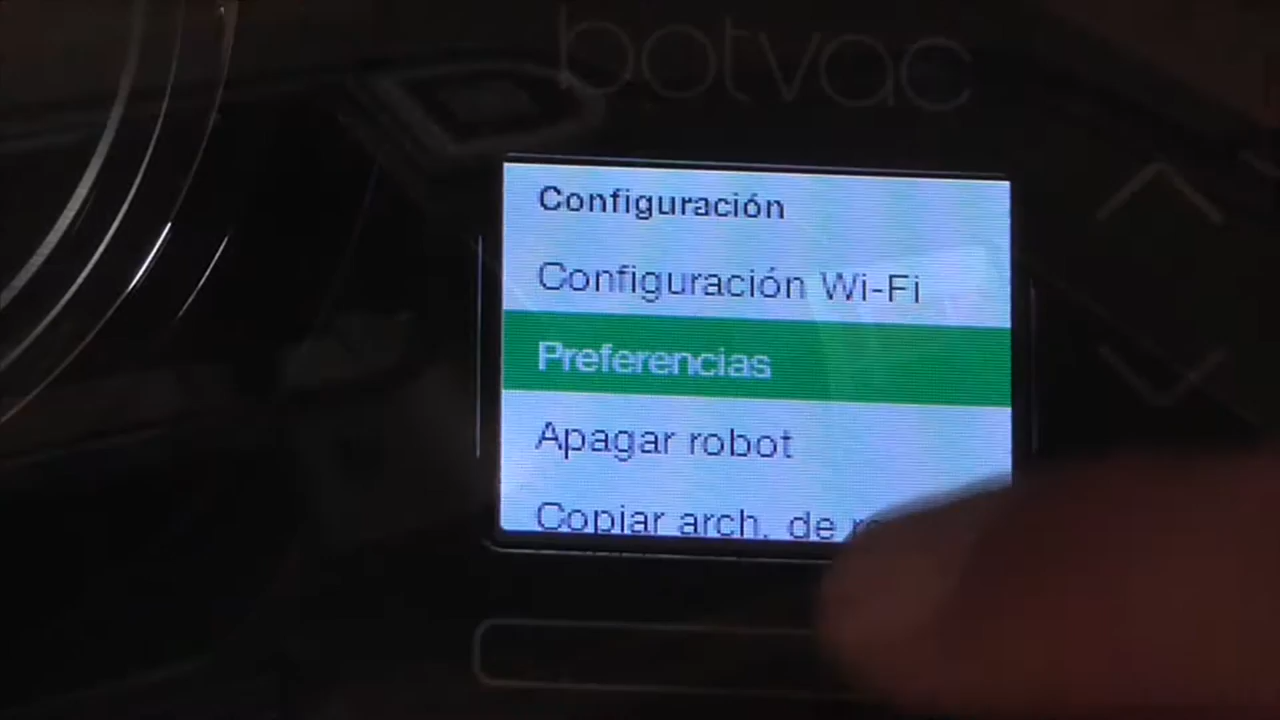 botvac
Configuración
Configuración Wi-Fi
Preferencias
Apagar robot
Copiar arch. de